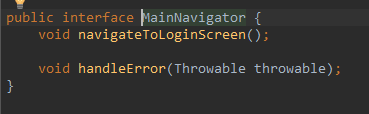 public interface MainNavigator {
    void navigateToLoginScreen();

    void handleError(Throwable throwable);
}